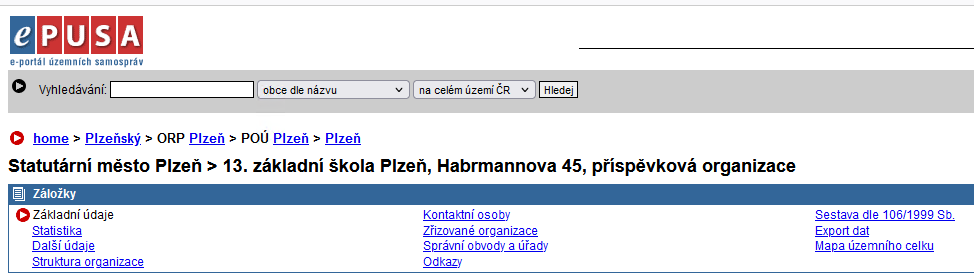 ePUSA
e-portál územních samospráv
Vyhledávání: obce dle názvu na celém území ČR Hledej
home > Plzeňský > ORP Plzeň > POÚ Plzeň > Plzeň
Statutární město Plzeň > 13. základní škola Plzeň, Habrmannova 45, příspěvková organizace
Záložky
Základní údaje Kontaktní osoby Sestava dle 106/1999 Sb.
Statistika Zřizované organizace Export dat
Další údaje Správní obvody a úřady Mapa územního celku
Struktura organizace Odkazy